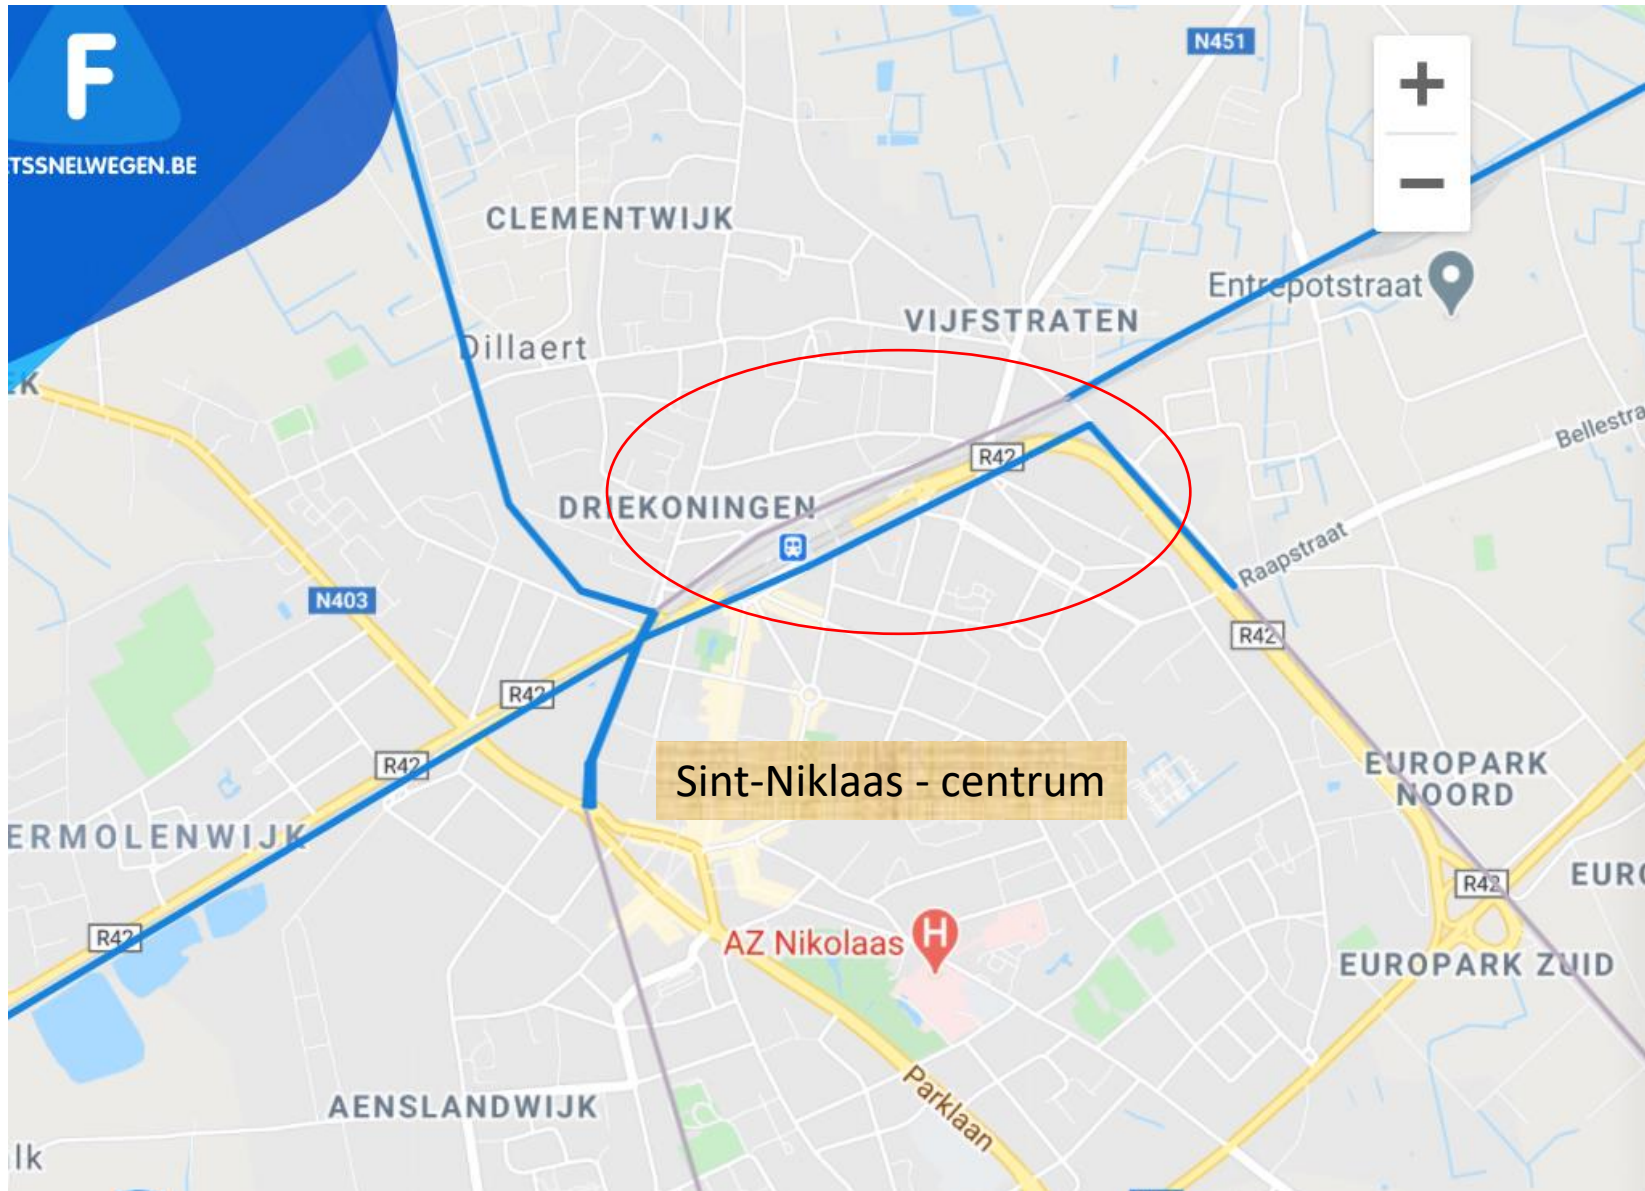 F
TSSNELWEGEN.BE
N451
CLEMENTWIJK
Entrepotstraat
VIJFSTRATEN
Dillaert
EK
Bellestra
R42
DRIEKONINGEN
Raapstraat
N403
R42
R42
R42
Sint-Niklaas - centrum
EUROPARK
NOORD
ERMOLENWIJK
R42
EURO
R42
AZ Nikolaas
H
EUROPARK ZUID
Parklaan
AENSLANDWIJK
lk